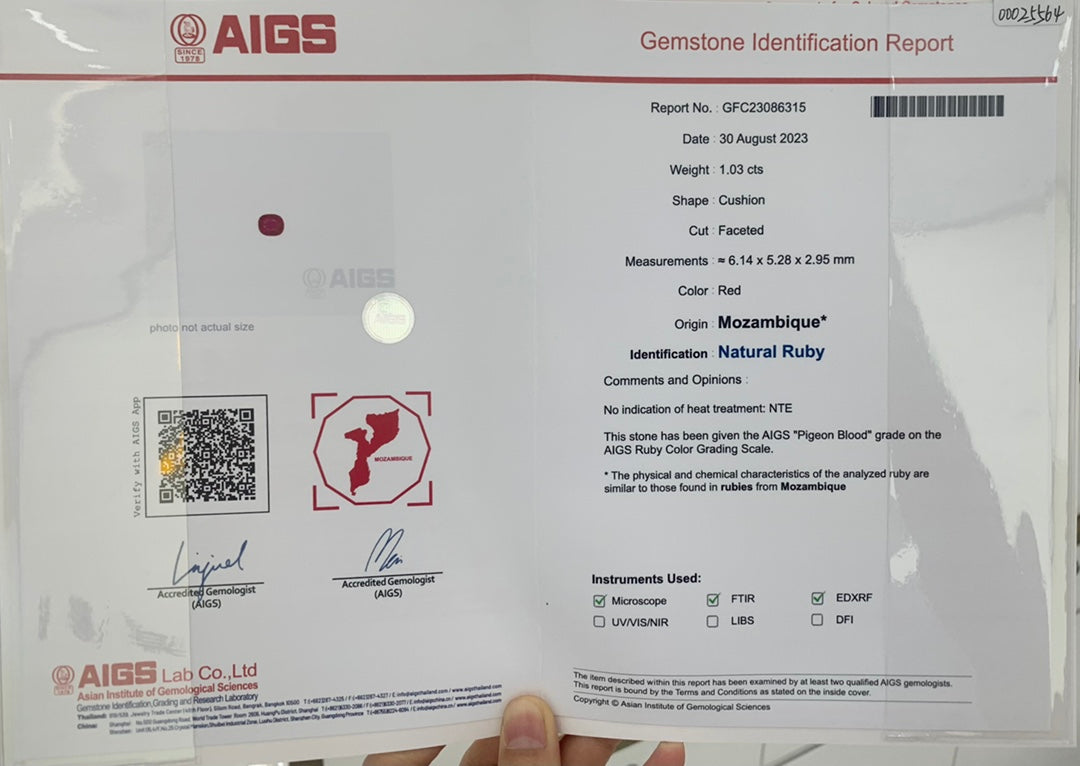 00025564
AIGS
SINCE
1978
Gemstone Identification Report
Report No. : GFC23086315
Date : 30 August 2023
Weight : 1.03 cts
Shape : Cushion
Cut : Faceted
Measurements : ≈ 6.14 x 5.28 x 2.95 mm
Color : Red
Origin : Mozambique*
Identification : Natural Ruby
Comments and Opinions :
No indication of heat treatment: NTE
This stone has been given the AIGS "Pigeon Blood" grade on the
AIGS Ruby Color Grading Scale.
* The physical and chemical characteristics of the analyzed ruby are
similar to those found in rubies from Mozambique
AIGS
photo not actual size
Verify with AIGS App
MOZAMBIQUE
Accredited Gemologist
(AIGS)
Accredited Gemologist
(AIGS)
Instruments Used:
Microscope
FTIR
EDXRF
UV/VIS/NIR
LIBS
DFI
AIGS Lab Co.,Ltd
Asian Institute of Gemological Sciences
Gemstone Identification,Grading and Research Laboratory
The item described within this report has been examined by at least two qualified AIGS gemologists.
This report is bound by the Terms and Conditions as stated on the inside cover.
Copyright © Asian Institute of Gemological Sciences